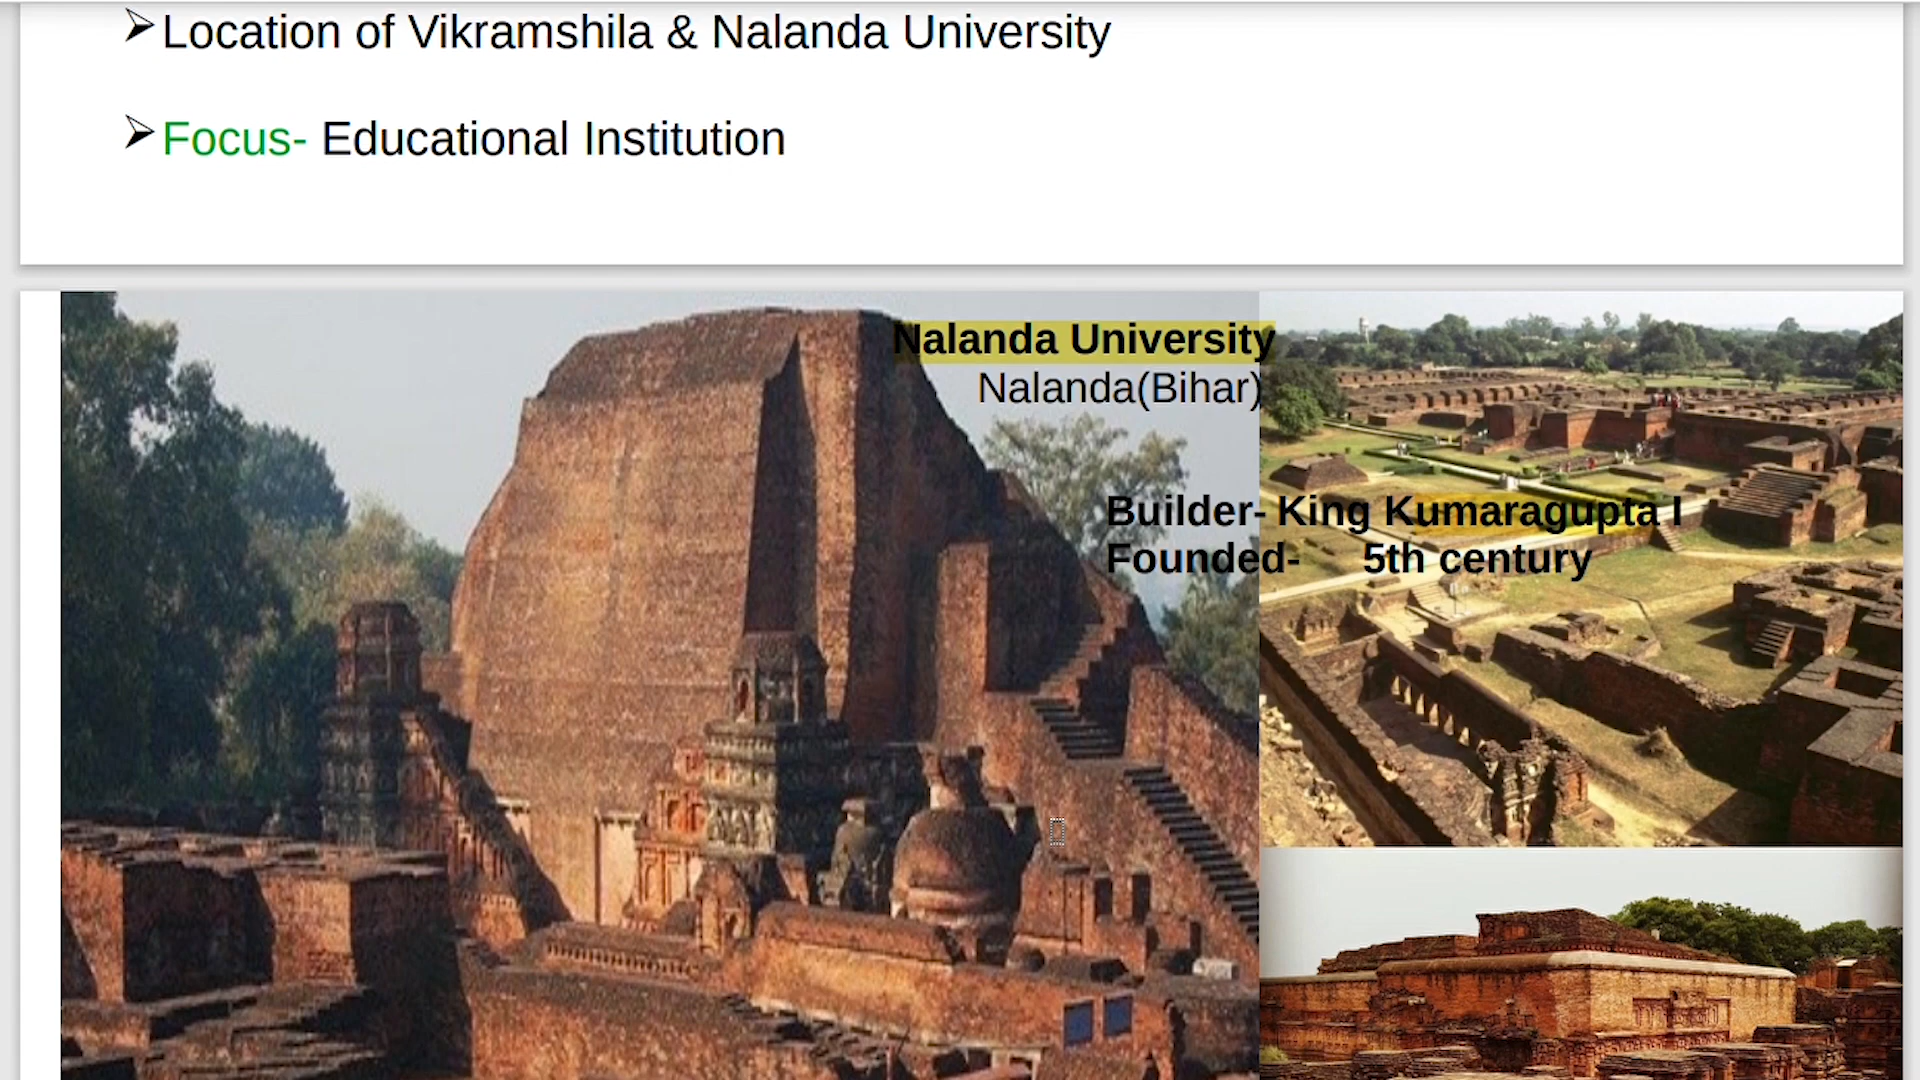 ➢Location of Vikramshila & Nalanda University
➢Focus- Educational Institution
Nalanda University
Nalanda(Bihar)
Builder- King Kumaragupta I
Founded- 5th century